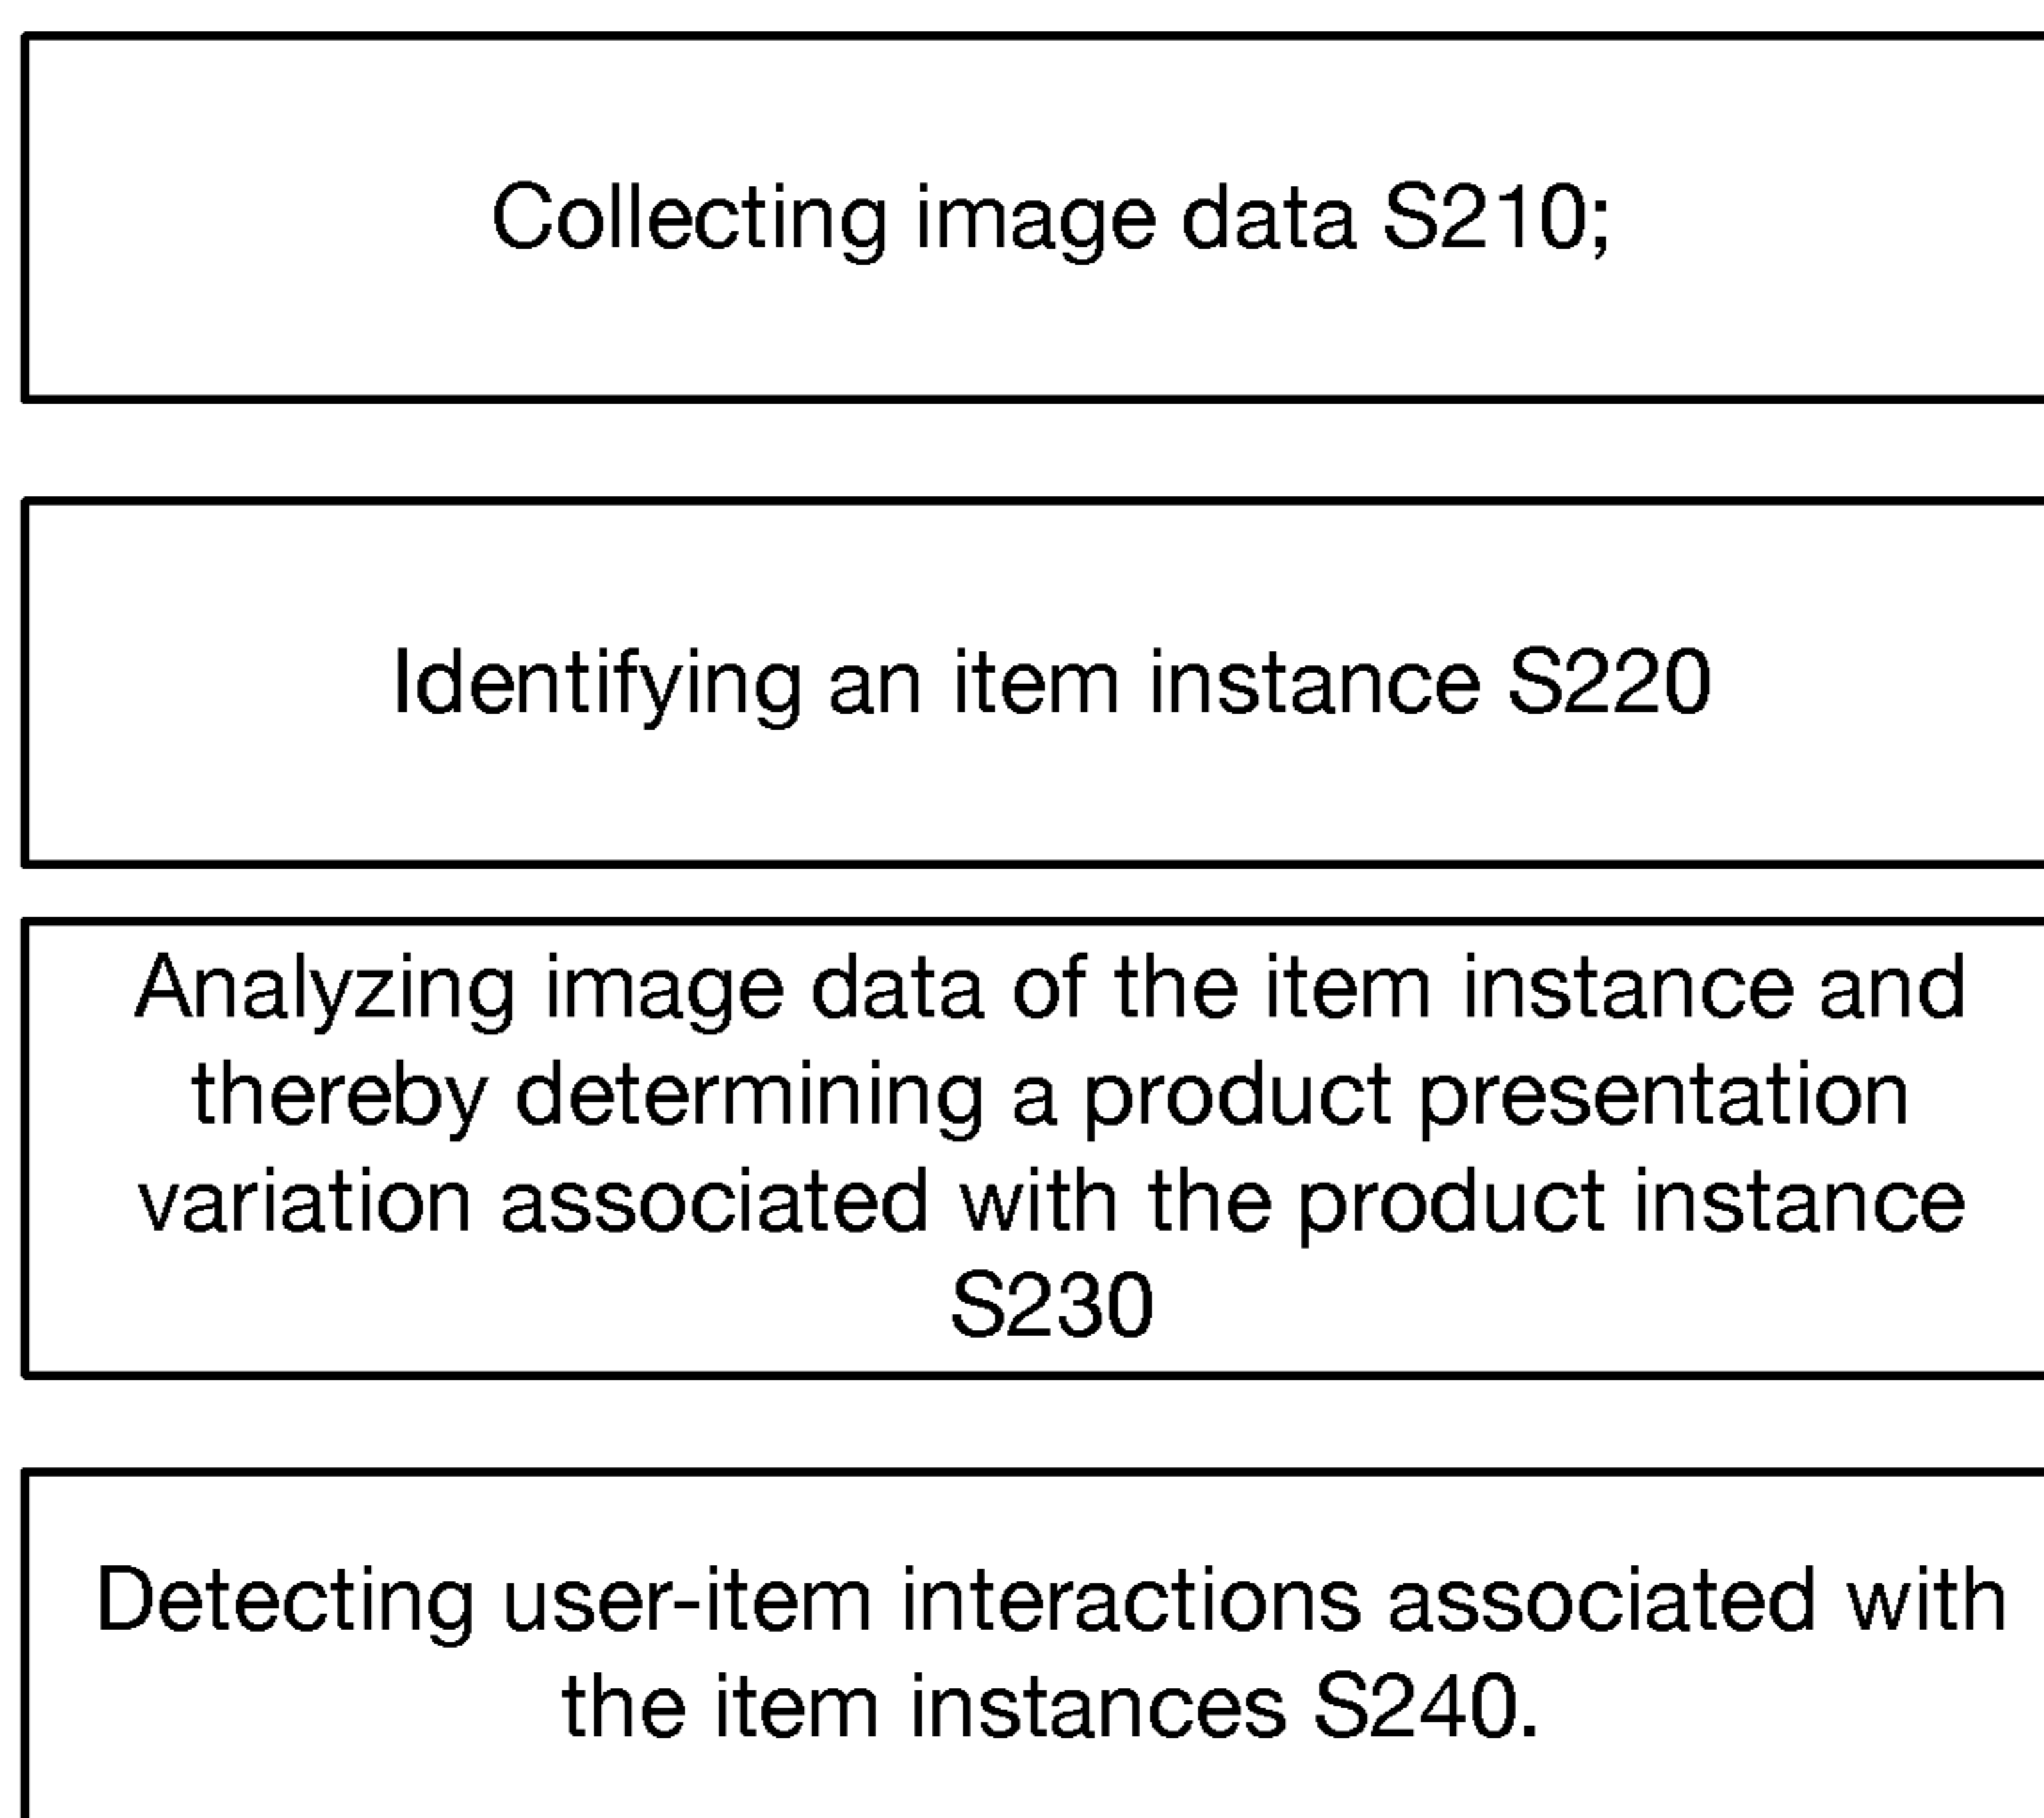 Collecting image data S210;
Identifying an item instance S220
Analyzing image data of the item instance and
thereby determining a product presentation
variation associated with the product instance
S230
Detecting user-item interactions associated with
the item instances S240.